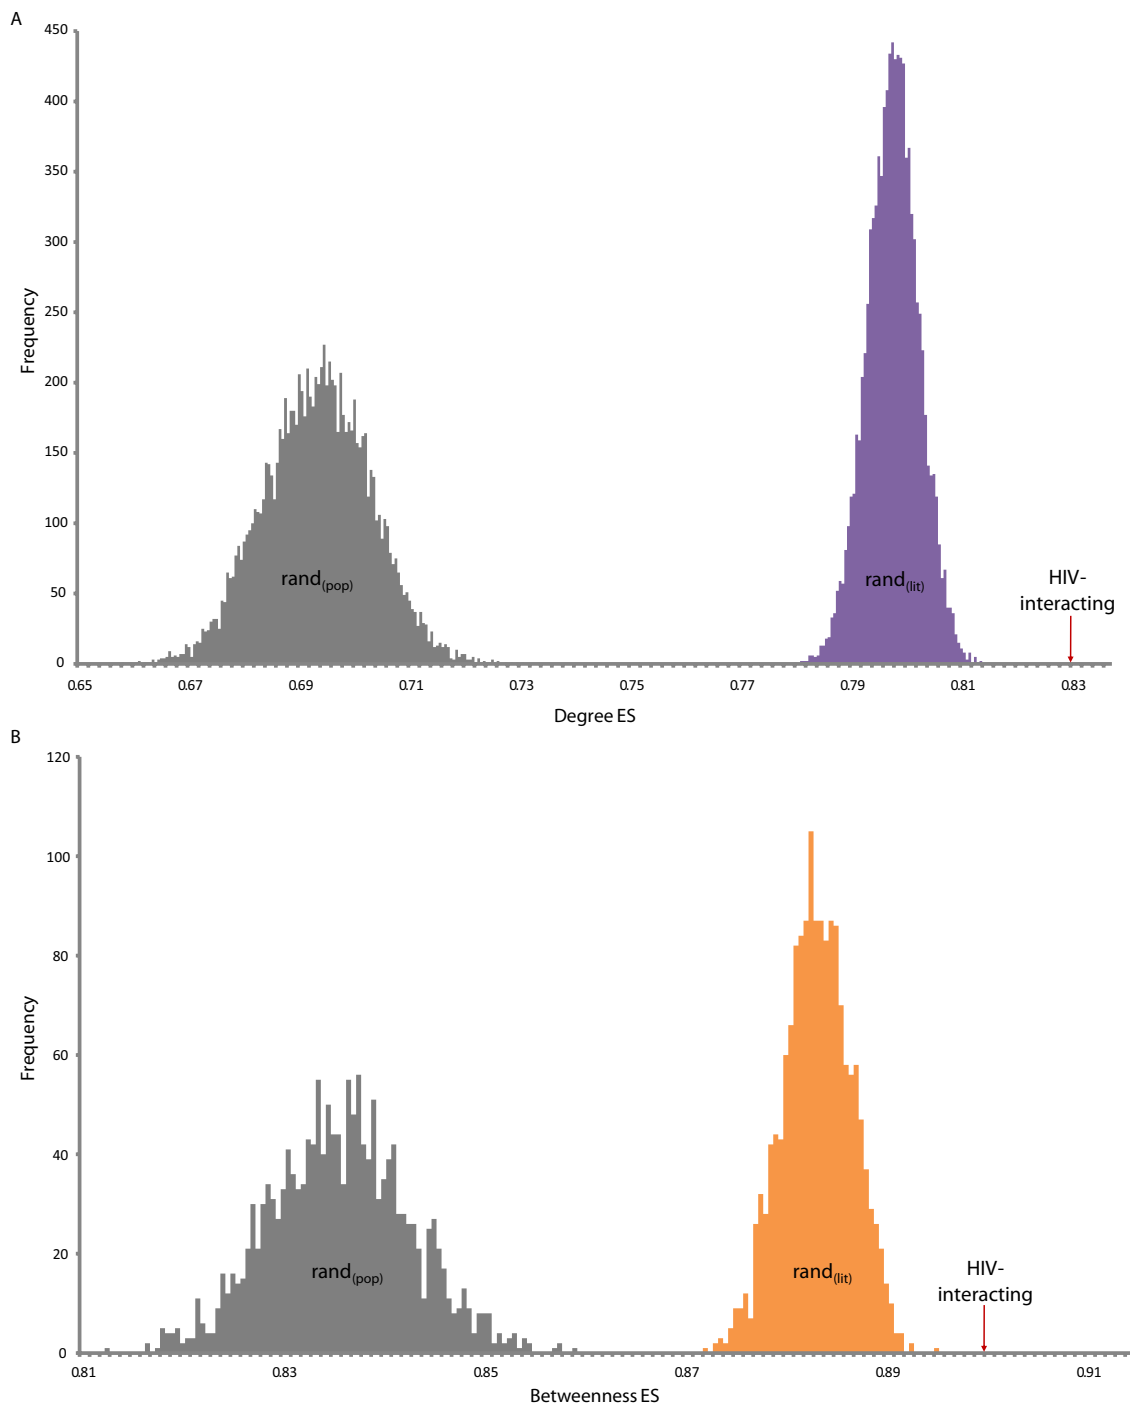 A
450
400
350
300
250
200
150
100
50
0
Frequency
rand(pop)
rand(lit)
HIV-
interacting
0.65 0.67 0.69 0.71 0.73 0.75 0.77 0.79 0.81 0.83
Degree ES
B
120
100
80
60
40
20
0
Frequency
rand(pop)
rand(lit)
HIV-
interacting
0.81 0.83 0.85 0.87 0.89 0.91
Betweenness ES